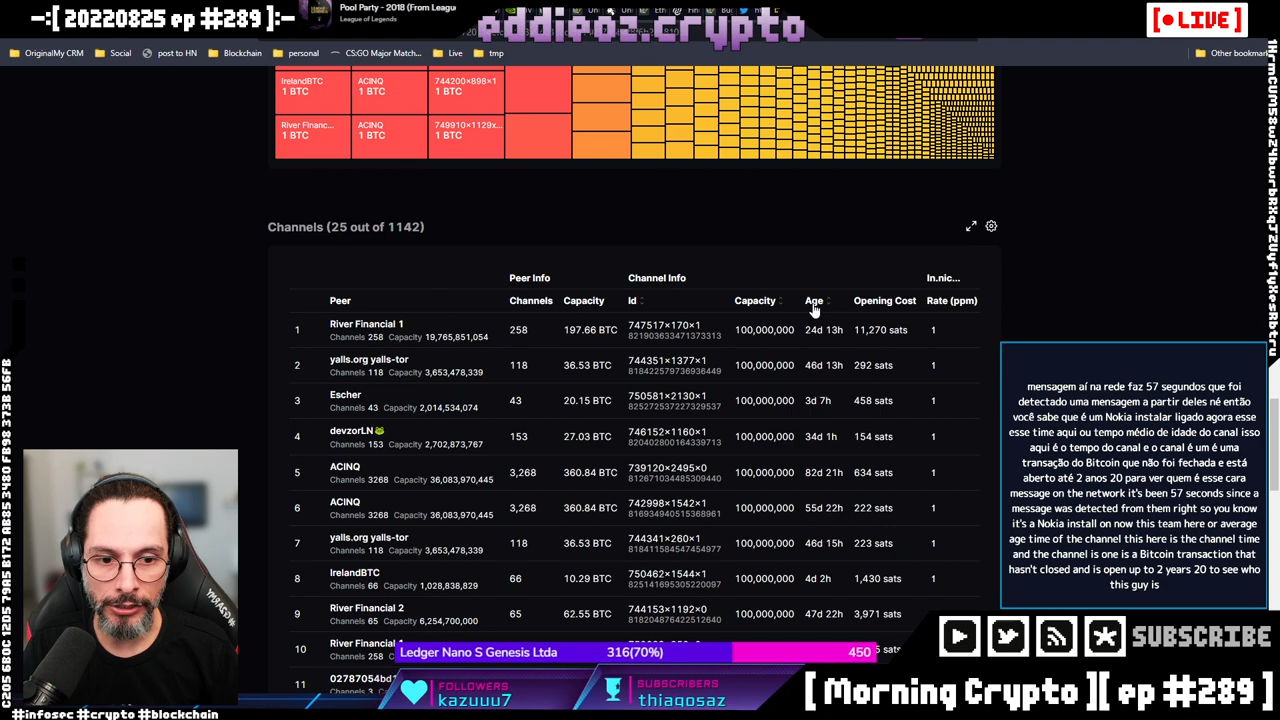 -:[ 20220825 ep #289 ]:-
Pool Party - 2018 (From Leagu
League of Legends
eddieoz.crypto
[ LIVE ]
OriginalMy CRM
Social
post to HN
Blockchain
personal
CS:GO Major Match...
Live
tmp
Other bookmark
IrelandBTC
1 BTC
ACINQ
1 BTC
744200×898×1
1 BTC
River Financ...
1 BTC
ACINQ
1 BTC
749910×1129x...
1 BTC
Channels (25 out of 1142)
Peer Info Channel Info In.nic...
Peer Channels Capacity Id Capacity Age Opening Cost Rate (ppm)
1 River Financial 1 258 197.66 BTC 747517×170×1 100,000,000 24d 13h 11,270 sats 1
Channels 258 Capacity 19,765,851,054 821903633471373313
2 yalls.org yalls-tor 118 36.53 BTC 744351×1377×1 100,000,000 46d 13h 292 sats 1
Channels 118 Capacity 3,653,478,339 818422579736936449
3 Escher 43 20.15 BTC 750581×2130×1 100,000,000 3d 7h 458 sats 1
Channels 43 Capacity 2,014,534,074 825272537227329537
4 devzorLN🐸 153 27.03 BTC 746152×1160×1 100,000,000 34d 1h 154 sats 1
Channels 153 Capacity 2,702,873,767 820402800164339713
5 ACINQ 3,268 360.84 BTC 739120×2495×0 100,000,000 82d 21h 634 sats 1
Channels 3268 Capacity 36,083,970,445 812671034485309440
6 ACINQ 3,268 360.84 BTC 742998×1542×1 100,000,000 55d 22h 222 sats 1
Channels 3268 Capacity 36,083,970,445 816934940515368961
7 yalls.org yalls-tor 118 36.53 BTC 744341×260×1 100,000,000 46d 15h 223 sats 1
Channels 118 Capacity 3,653,478,339 818411584547454977
8 IrelandBTC 66 10.29 BTC 750462×1544×1 100,000,000 4d 2h 1,430 sats 1
Channels 66 Capacity 1,028,838,829 825141695305220097
9 River Financial 2 65 62.55 BTC 744153×1192×0 100,000,000 47d 22h 3,971 sats
Channels 65 Capacity 6,254,700,000 818204876422512640
10 River Financial 1
Channels 258
11 02787054bd1
Channels 3
mensagem aí na rede faz 57 segundos que foi
detectado uma mensagem a partir deles né então
você sabe que é um Nokia instalar ligado agora esse
esse time aqui ou tempo médio de idade do canal isso
aqui é o tempo do canal e o canal é um é uma
transação do Bitcoin que não foi fechada e está
aberto até 2 anos 20 para ver quem é esse cara
message on the network it's been 57 seconds since a
message was detected from them right so you know
it's a Nokia install on now this team here or average
age time of the channel this here is the channel time
and the channel is one is a Bitcoin transaction that
hasn't closed and is open up to 2 years 20 to see who
this guy is
Ledger Nano S Genesis Ltda 316(70%) 450
FOLLOWERS
kazuuu7
SUBSCRIBERS
thiagosaz
SUBSCRIBE
[ Morning Crypto ][ ep #289 ]
#infosec #crypto #blockchain